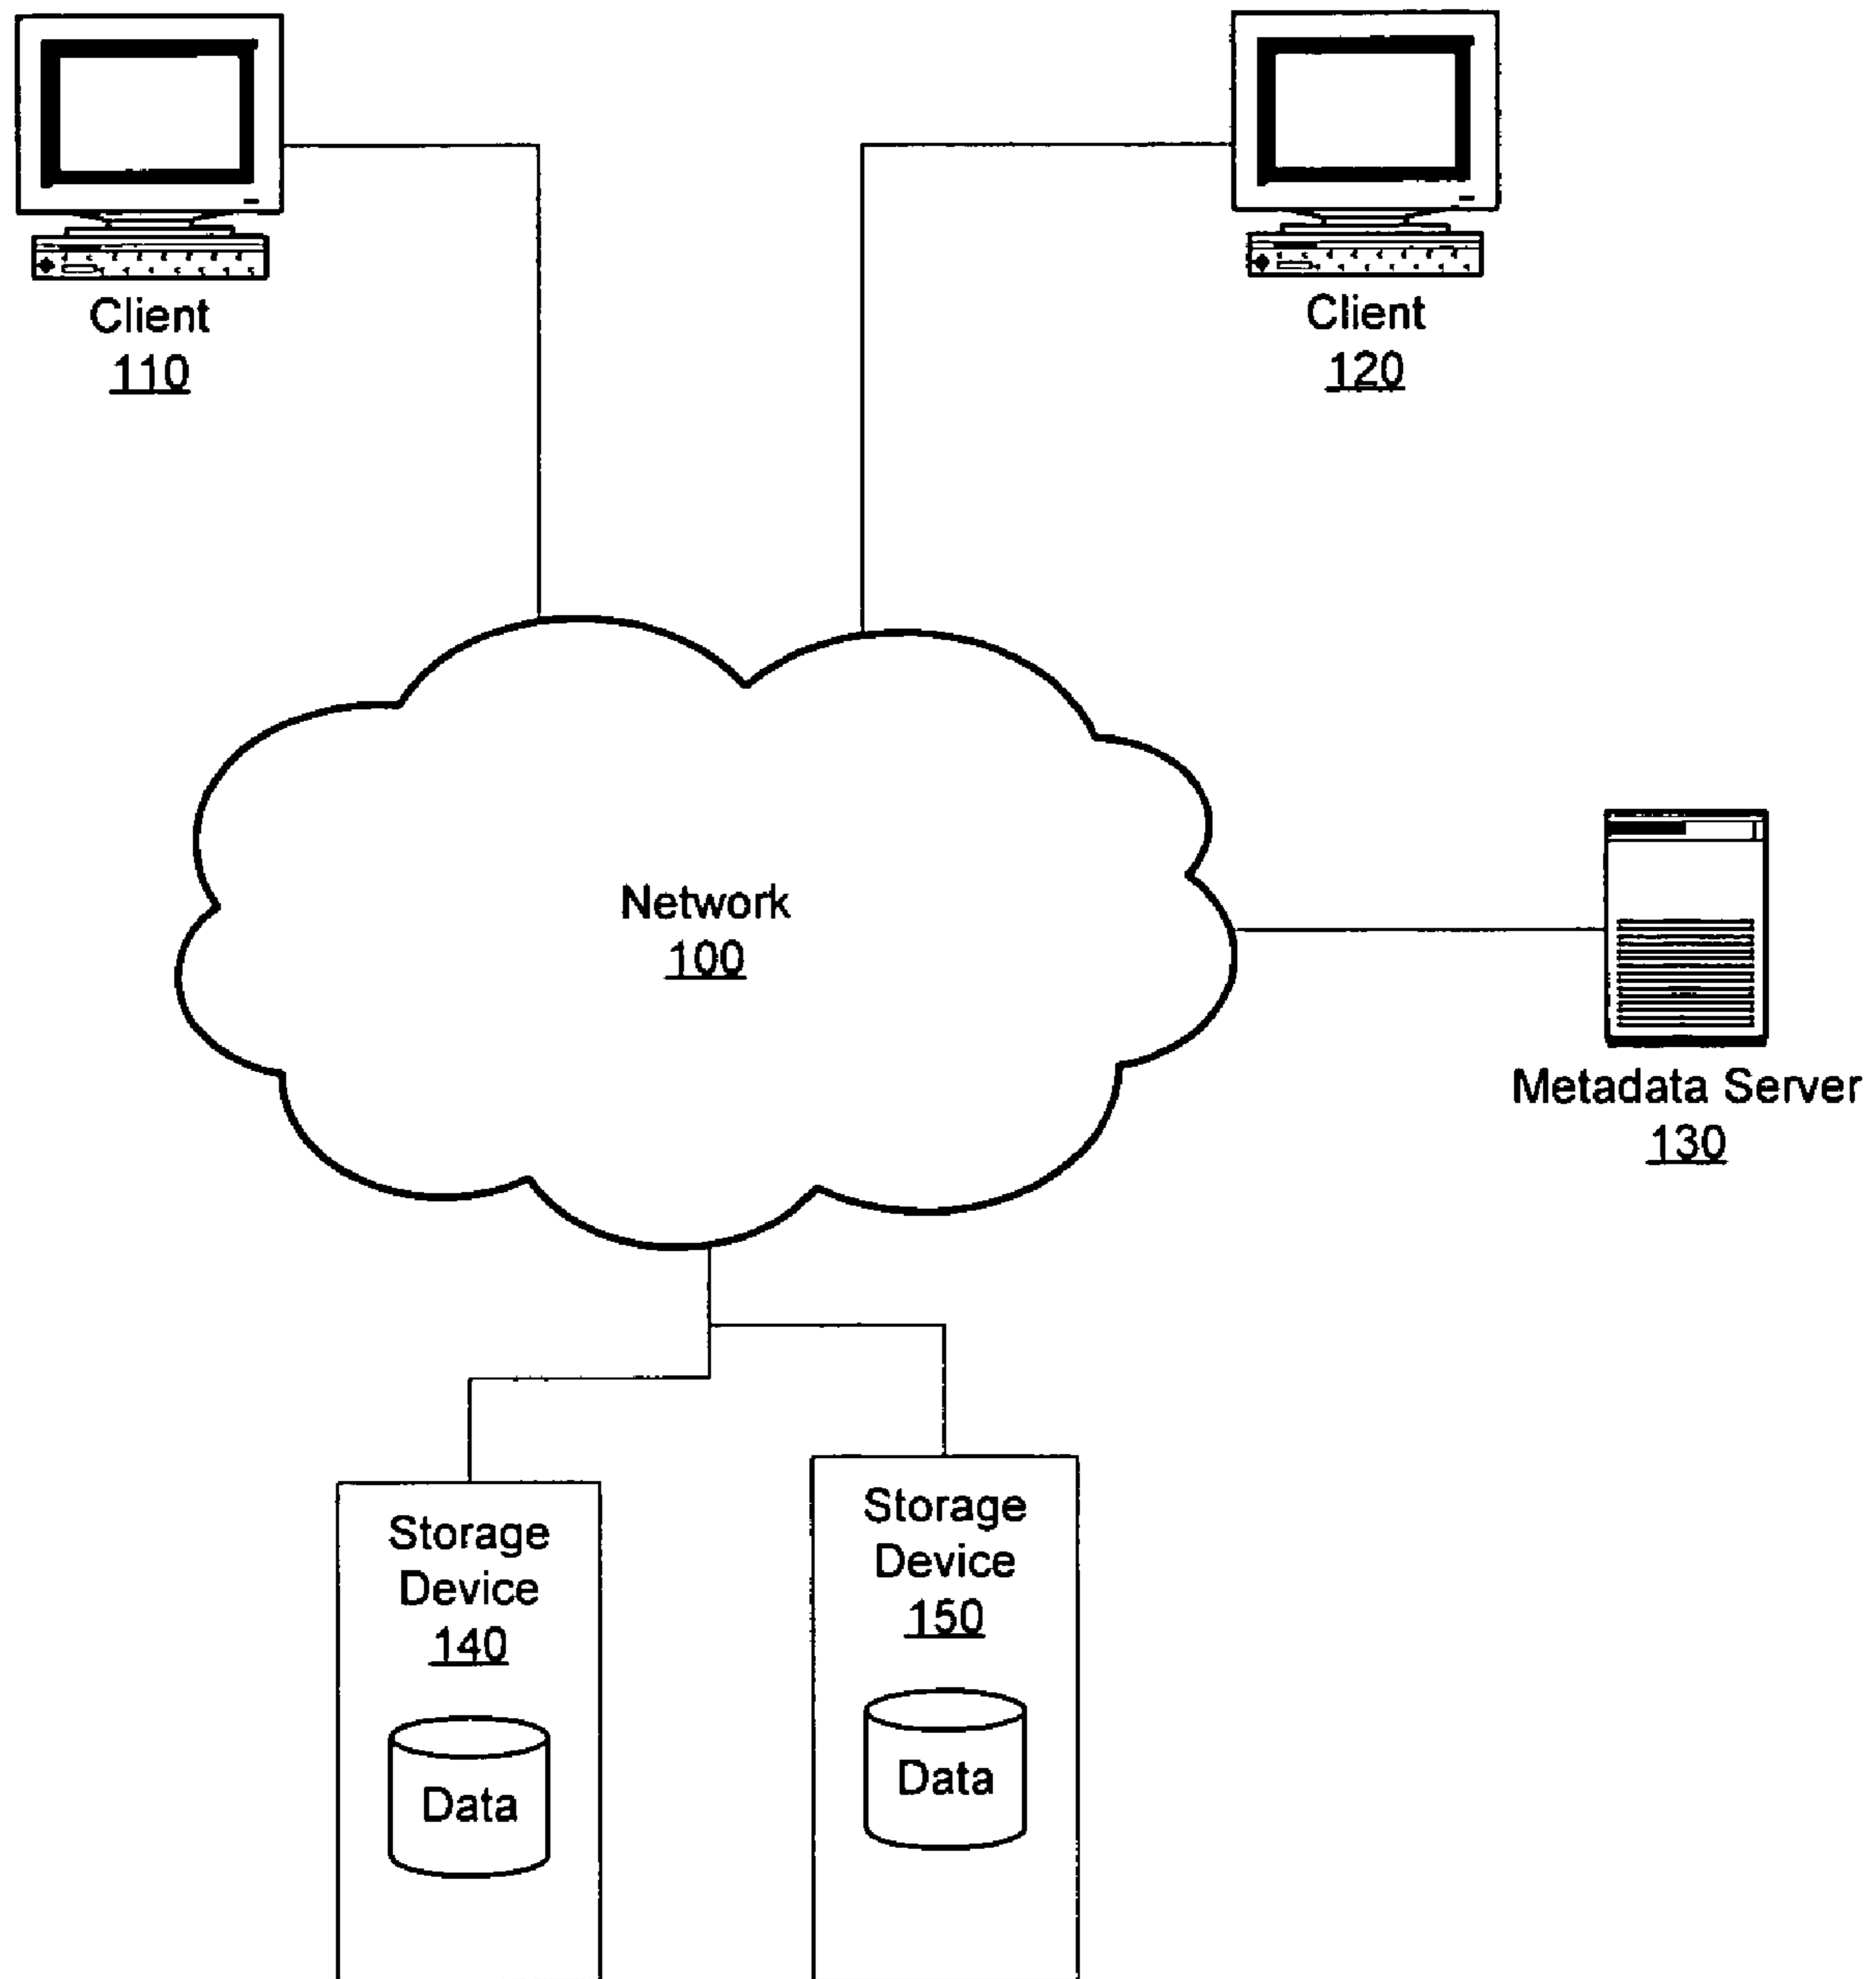 Client
110
Client
120
Network
100
Metadata Server
130
Storage
Device
140
Data
Storage
Device
150
Data